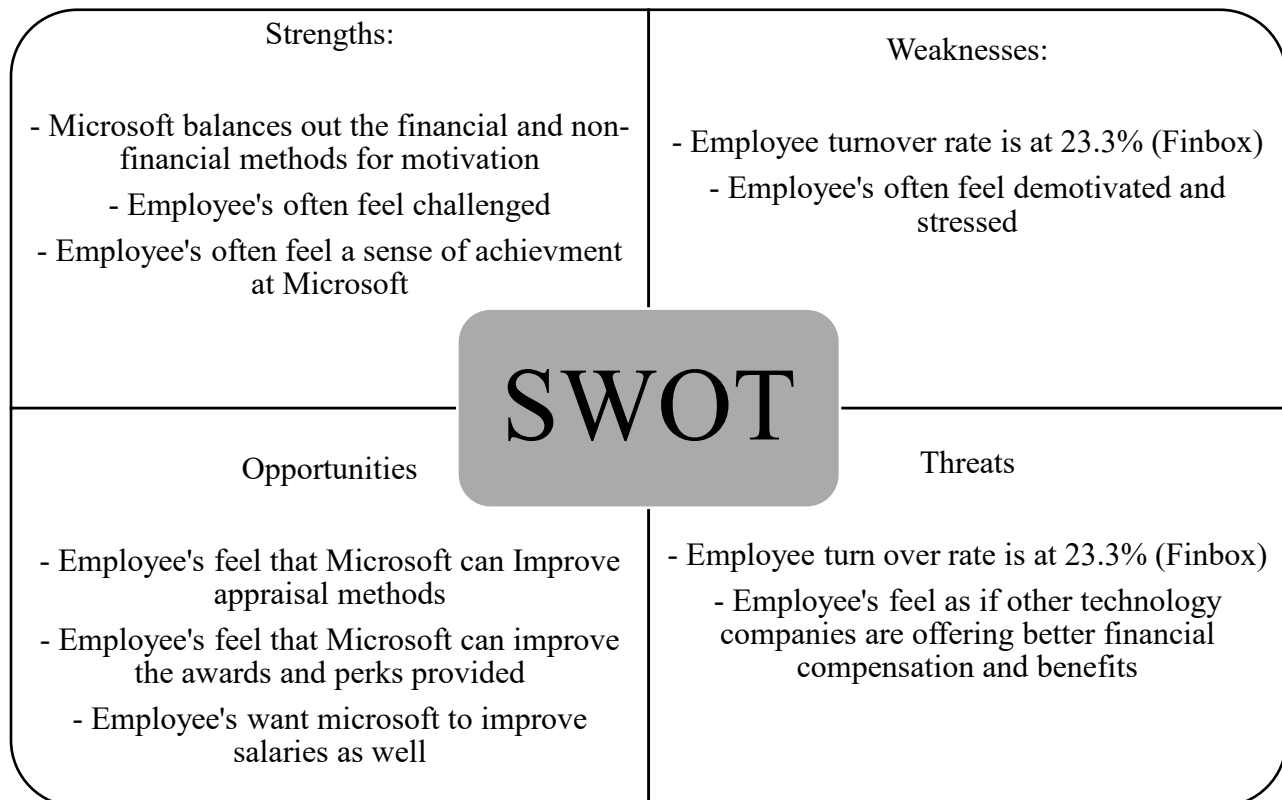 Strengths:
- Microsoft balances out the financial and non-
financial methods for motivation
- Employee's often feel challenged
- Employee's often feel a sense of achievment
at Microsoft
Weaknesses:
- Employee turnover rate is at 23.3% (Finbox)
- Employee's often feel demotivated and
stressed
SWOT
Opportunities
- Employee's feel that Microsoft can Improve
appraisal methods
- Employee's feel that Microsoft can improve
the awards and perks provided
- Employee's want microsoft to improve
salaries as well
Threats
- Employee turn over rate is at 23.3% (Finbox)
- Employee's feel as if other technology
companies are offering better financial
compensation and benefits